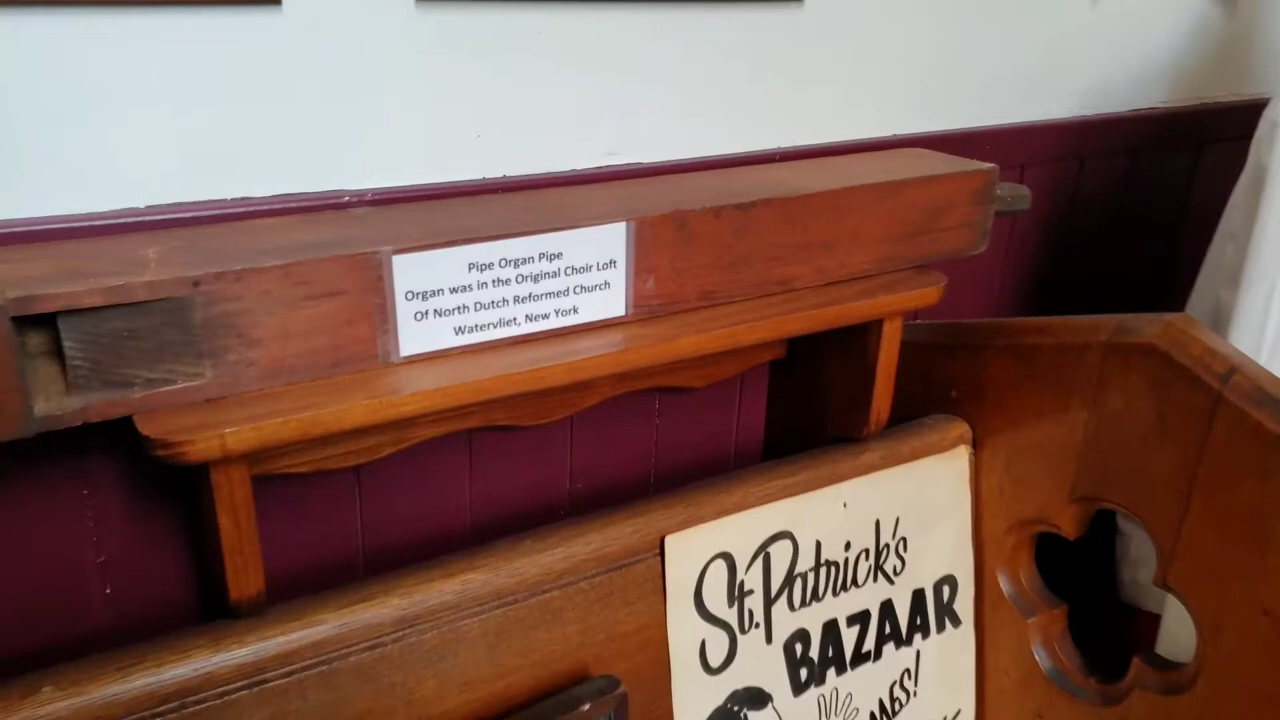 Pipe Organ Pipe
Organ was in the Original Choir Loft
Of North Dutch Reformed Church
Watervliet, New York
St. Patrick's
BAZAAR